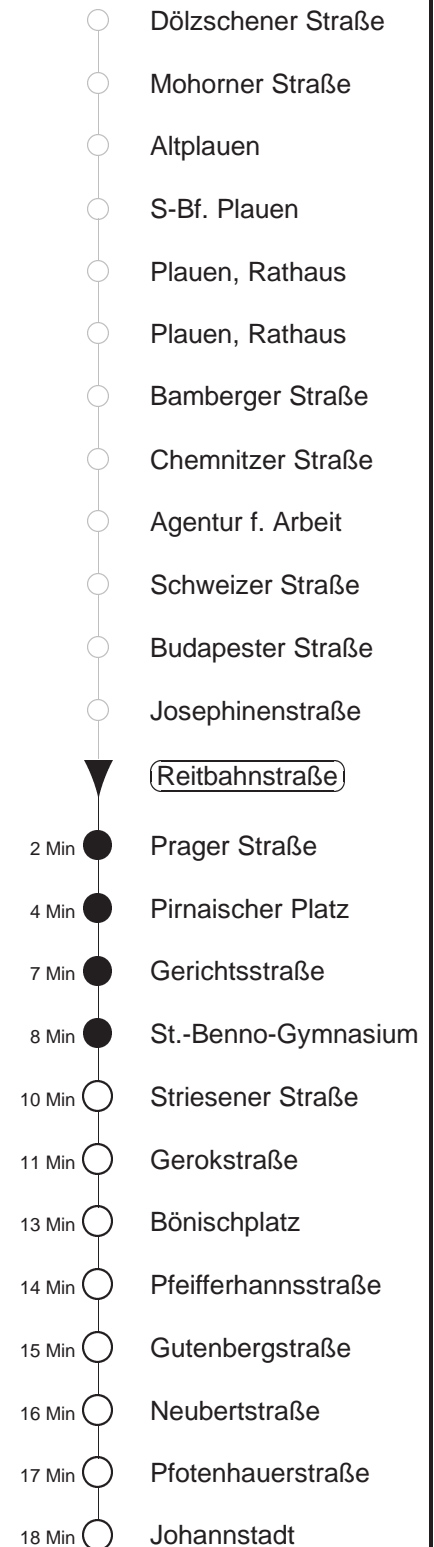 Dölzschener Straße
Mohorner Straße
Altplauen
S-Bf. Plauen
Plauen, Rathaus
Plauen, Rathaus
Bamberger Straße
Chemnitzer Straße
Agentur f. Arbeit
Schweizer Straße
Budapester Straße
Josephinenstraße
Reitbahnstraße
2 Min Prager Straße
4 Min Pirnaischer Platz
7 Min Gerichtsstraße
8 Min St.-Benno-Gymnasium
10 Min Striesener Straße
11 Min Gerokstraße
13 Min Bönischplatz
14 Min Pfeifferhannsstraße
15 Min Gutenbergstraße
16 Min Neubertstraße
17 Min Pfotenhauerstraße
18 Min Johannstadt